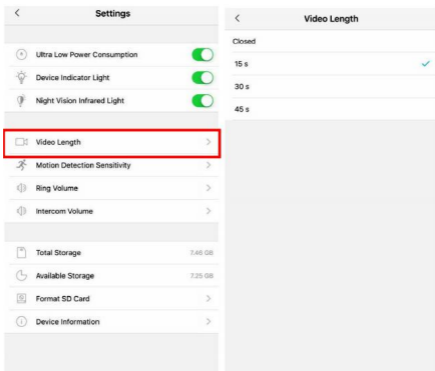 Settings
Ultra Low Power Consumption
Device Indicator Light
Night Vision Infrared Light
Video Length
Motion Detection Sensitivity
Ring Volume
Intercom Volume
Total Storage 7.46 GB
Available Storage 7.25 GB
Format SD Card
Device Information
Video Length
Closed
15 s
30 s
45 s